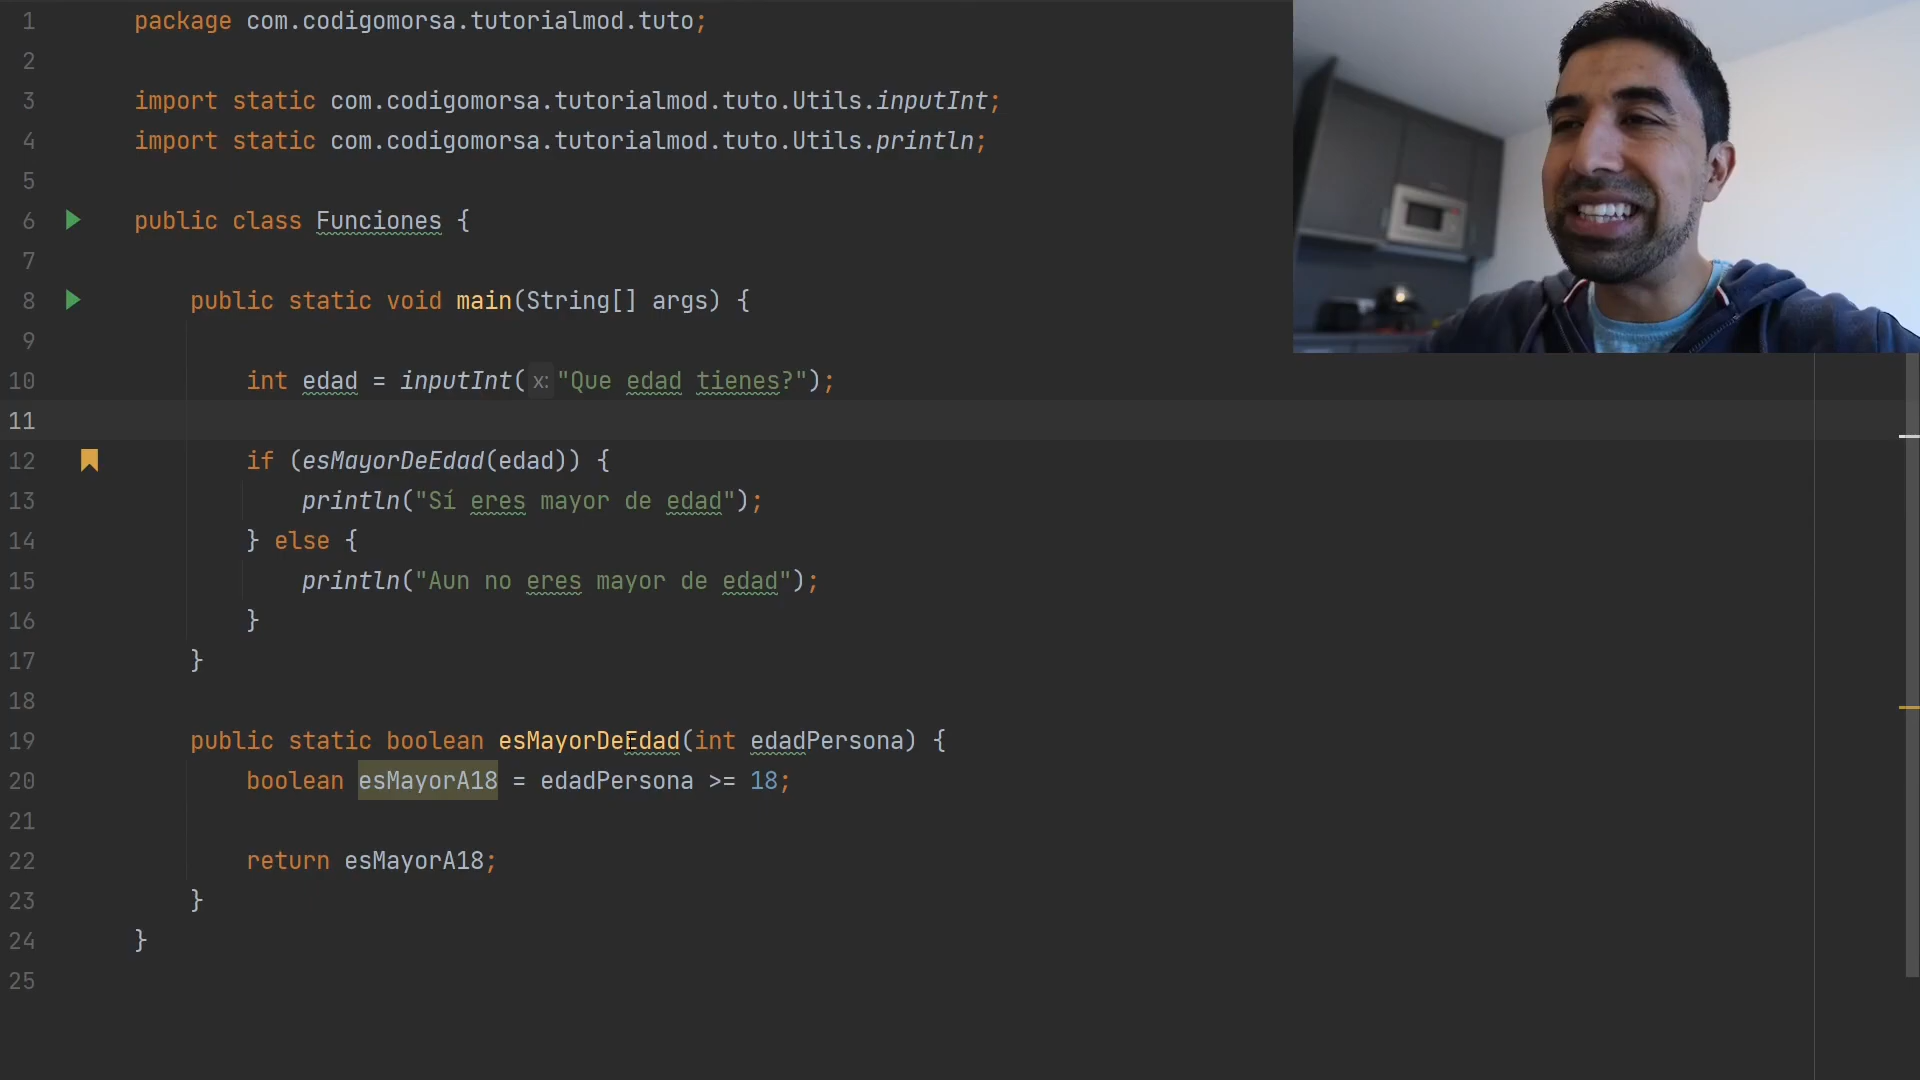 1 package com.codigomorsa.tutorialmod.tuto;
2
3 import static com.codigomorsa.tutorialmod.tuto.Utils.inputInt;
4 import static com.codigomorsa.tutorialmod.tuto.Utils.println;
5
6 public class Funciones {
7
8 public static void main(String[] args) {
9
10 int edad = inputInt( x: "Que edad tienes?");
11
12 if (esMayorDeEdad(edad)) {
13 println("Sí eres mayor de edad");
14 } else {
15 println("Aun no eres mayor de edad");
16 }
17 }
18
19 public static boolean esMayorDeEdad(int edadPersona) {
20 boolean esMayorA18 = edadPersona >= 18;
21
22 return esMayorA18;
23 }
24 }
25